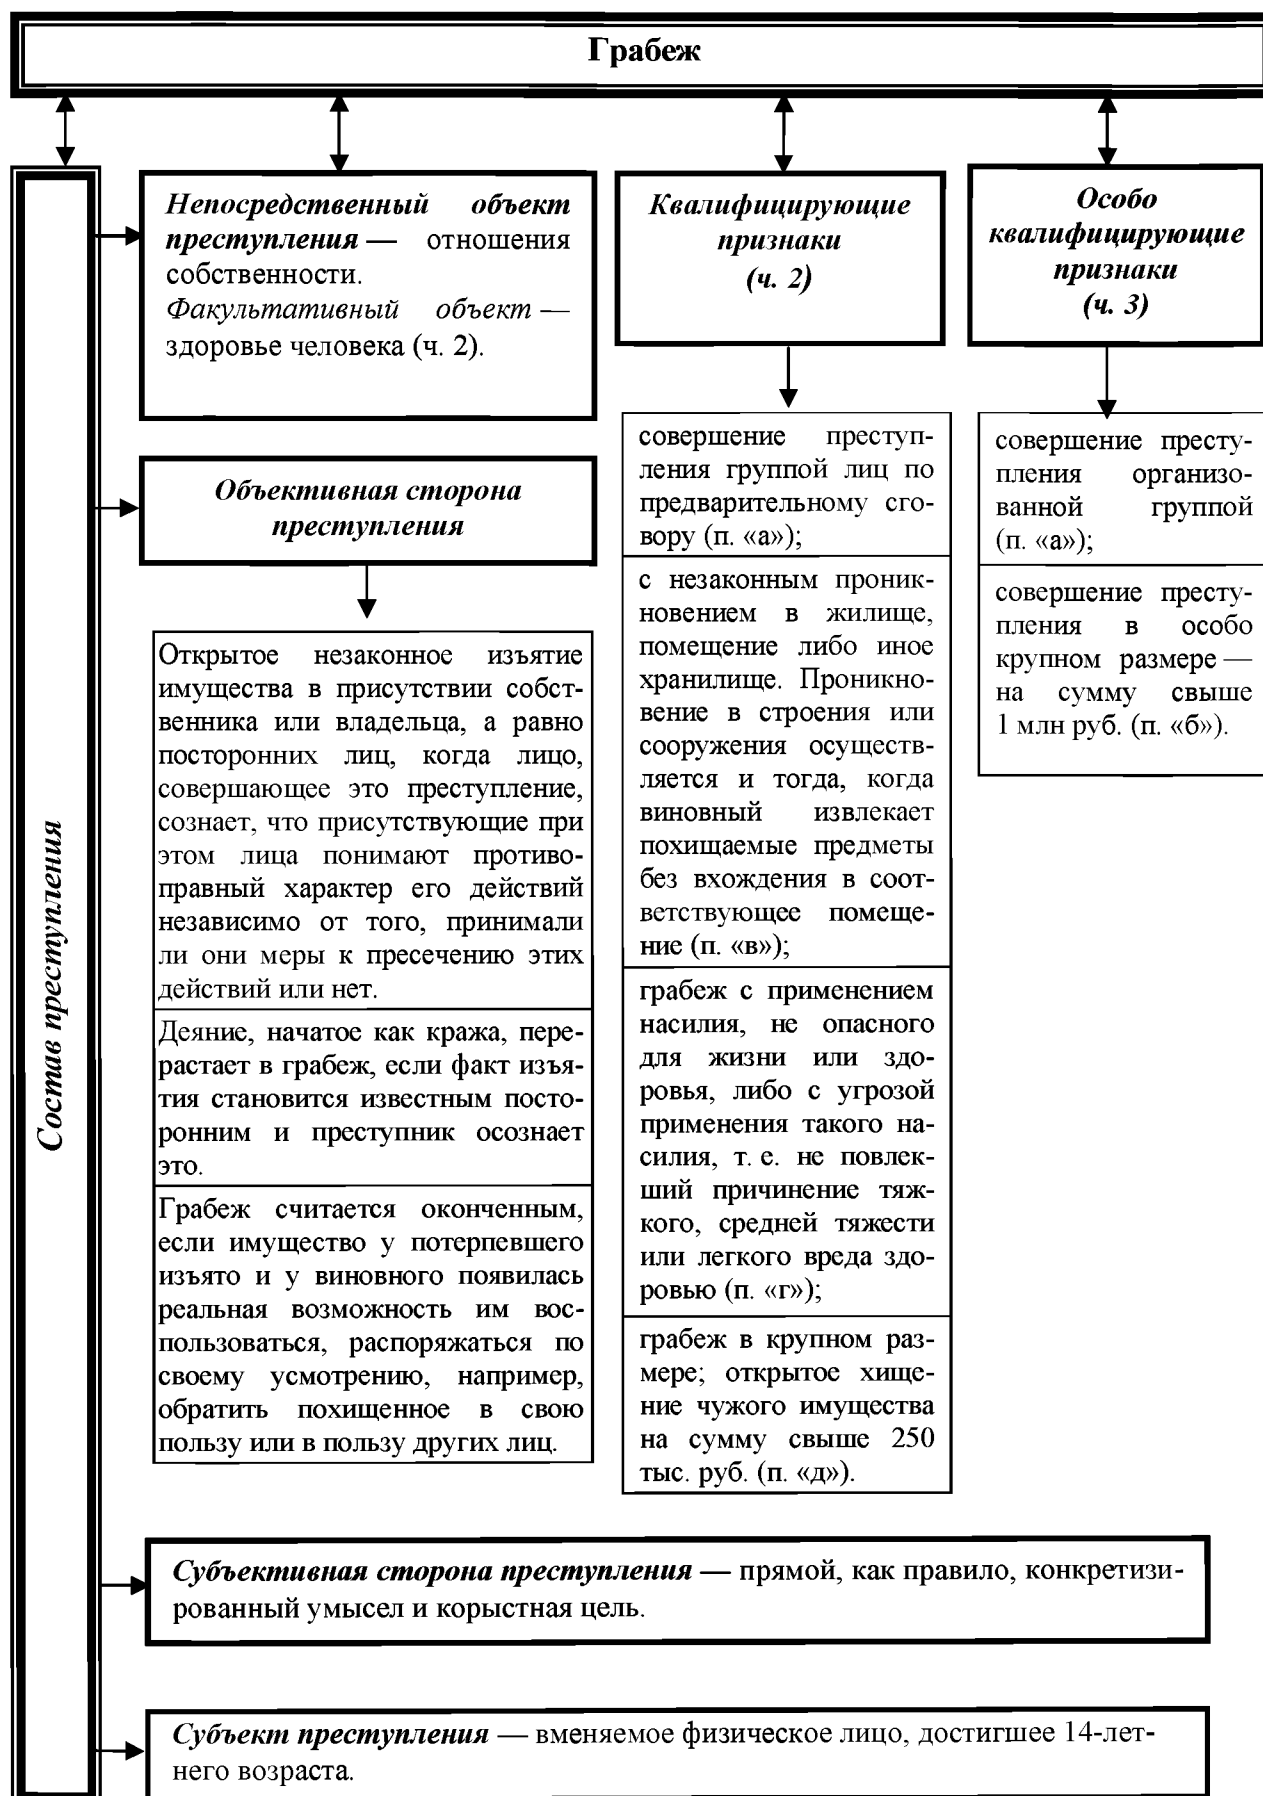 Грабеж
Состав преступления
Непосредственный объект
преступления — отношения
собственности.
Факультативный объект —
здоровье человека (ч. 2).
Объективная сторона
преступления
Открытое незаконное изъятие
имущества в присутствии собст-
венника или владельца, а равно
посторонних лиц, когда лицо,
совершающее это преступление,
сознает, что присутствующие при
этом лица понимают противо-
правный характер его действий
независимо от того, принимали
ли они меры к пресечению этих
действий или нет.
Деяние, начатое как кража, пере-
растает в грабеж, если факт изъя-
тия становится известным посто-
ронним и преступник осознает
это.
Грабеж считается оконченным,
если имущество у потерпевшего
изъято и у виновного появилась
реальная возможность им вос-
пользоваться, распоряжаться по
своему усмотрению, например,
обратить похищенное в свою
пользу или в пользу других лиц.
Квалифицирующие
признаки
(ч. 2)
совершение преступ-
ления группой лиц по
предварительному сго-
вору (п. «а»);
с незаконным проник-
новением в жилище,
помещение либо иное
хранилище. Проникно-
вение в строения или
сооружения осуществ-
ляется и тогда, когда
виновный извлекает
похищаемые предметы
без вхождения в соот-
ветствующее помеще-
ние (п. «в»);
грабеж с применением
насилия, не опасного
для жизни или здо-
ровья, либо с угрозой
применения такого на-
силия, т. е. не повлек-
ший причинение тяж-
кого, средней тяжести
или легкого вреда здо-
ровью (п. «г»);
грабеж в крупном раз-
мере; открытое хище-
ние чужого имущества
на сумму свыше 250
тыс. руб. (п. «д»).
Особо
квалифицирующие
признаки
(ч. 3)
совершение престу-
пления организо-
ванной группой
(п. «а»);
совершение престу-
пления в особо
крупном размере —
на сумму свыше
1 млн руб. (п. «б»).
Субъективная сторона преступления — прямой, как правило, конкретизи-
рованный умысел и корыстная цель.
Субъект преступления — вменяемое физическое лицо, достигшее 14-лет-
него возраста.